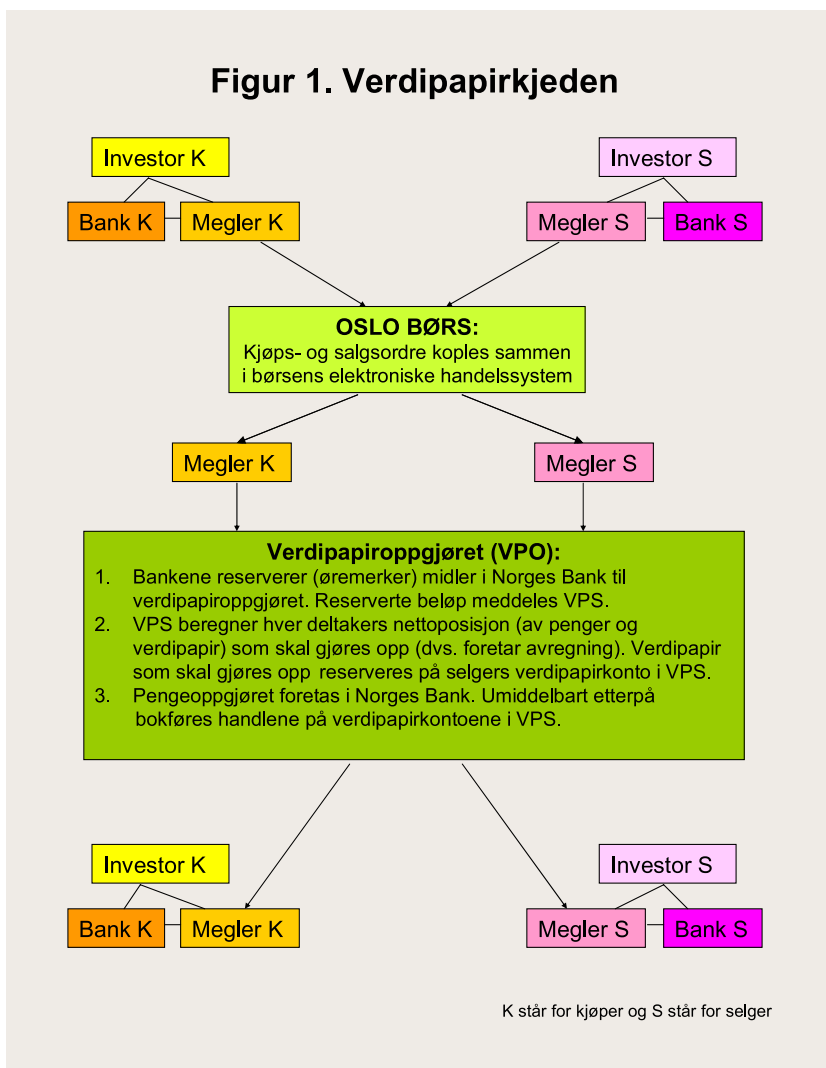 Figur 1. Verdipapirkjeden
Investor K
Investor S
Bank K
Megler K
Megler S
Bank S
OSLO BØRS:
Kjøps- og salgsordre koples sammen
i børsens elektroniske handelssystem
Megler K
Megler S
Verdipapiroppgjøret (VPO):
1. Bankene reserverer (øremerker) midler i Norges Bank til
verdipapiroppgjøret. Reserverte beløp meddeles VPS.
2. VPS beregner hver deltakers nettoposisjon (av penger og
verdipapir) som skal gjøres opp (dvs. foretar avregning). Verdipapir
som skal gjøres opp reserveres på selgers verdipapirkonto i VPS.
3. Pengeoppgjøret foretas i Norges Bank. Umiddelbart etterpå
bokføres handlene på verdipapirkontoene i VPS.
Investor K
Investor S
Bank K
Megler K
Megler S
Bank S
K står for kjøper og S står for selger